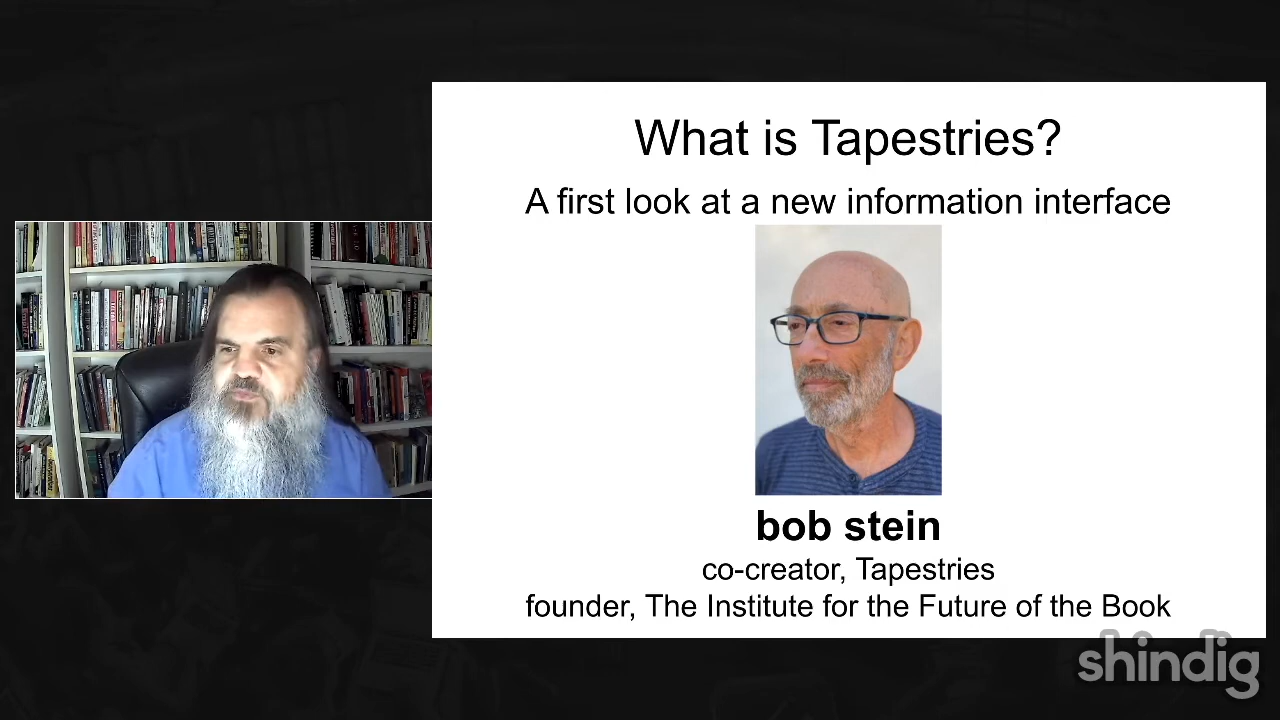 What is Tapestries?
A first look at a new information interface
bob stein
co-creator, Tapestries
founder, The Institute for the Future of the Book
shindig